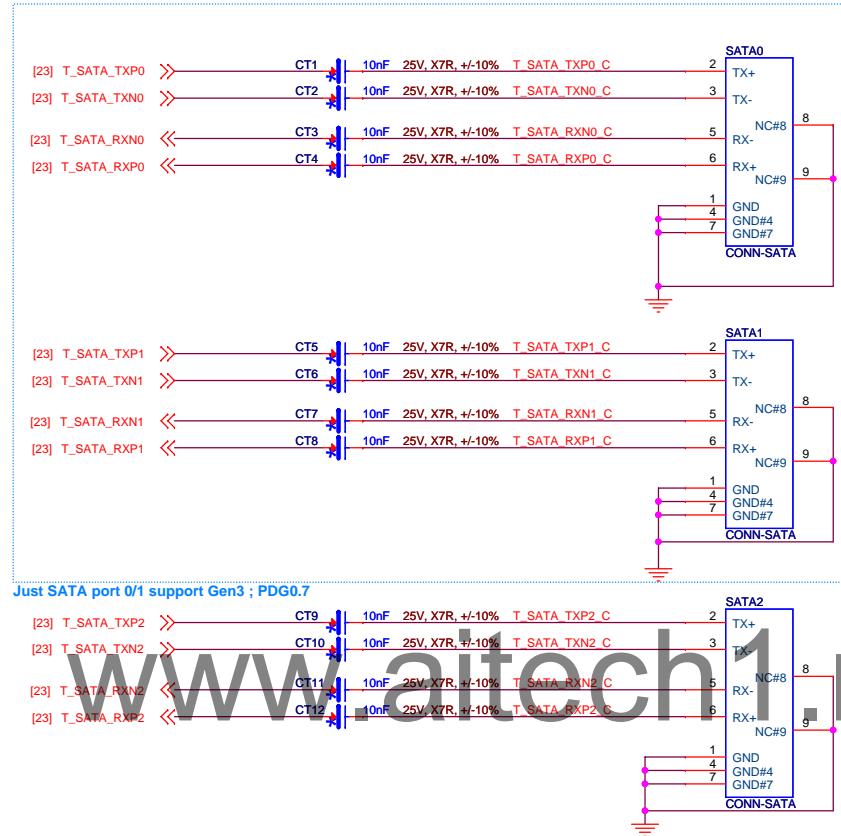 SATA0
[23] T_SATA_TXP0 CT1 10nF 25V, X7R, +/-10% T_SATA_TXP0_C 2 TX+
[23] T_SATA_TXN0 CT2 10nF 25V, X7R, +/-10% T_SATA_TXN0_C 3 TX-
NC#8 8
[23] T_SATA_RXN0 CT3 10nF 25V, X7R, +/-10% T_SATA_RXN0_C 5 RX-
[23] T_SATA_RXP0 CT4 10nF 25V, X7R, +/-10% T_SATA_RXP0_C 6 RX+
NC#9 9
1 GND
4 GND#4
7 GND#7
CONN-SATA
SATA1
[23] T_SATA_TXP1 CT5 10nF 25V, X7R, +/-10% T_SATA_TXP1_C 2 TX+
[23] T_SATA_TXN1 CT6 10nF 25V, X7R, +/-10% T_SATA_TXN1_C 3 TX-
NC#8 8
[23] T_SATA_RXN1 CT7 10nF 25V, X7R, +/-10% T_SATA_RXN1_C 5 RX-
[23] T_SATA_RXP1 CT8 10nF 25V, X7R, +/-10% T_SATA_RXP1_C 6 RX+
NC#9 9
1 GND
4 GND#4
7 GND#7
CONN-SATA
Just SATA port 0/1 support Gen3 ; PDG0.7
SATA2
[23] T_SATA_TXP2 CT9 10nF 25V, X7R, +/-10% T_SATA_TXP2_C 2 TX+
[23] T_SATA_TXN2 CT10 10nF 25V, X7R, +/-10% T_SATA_TXN2_C 3 TX-
NC#8 8
www.aitech1.
[23] T_SATA_RXN2 CT11 10nF 25V, X7R, +/-10% T_SATA_RXN2_C 5 RX-
[23] T_SATA_RXP2 CT12 10nF 25V, X7R, +/-10% T_SATA_RXP2_C 6 RX+
NC#9 9
1 GND
4 GND#4
7 GND#7
CONN-SATA